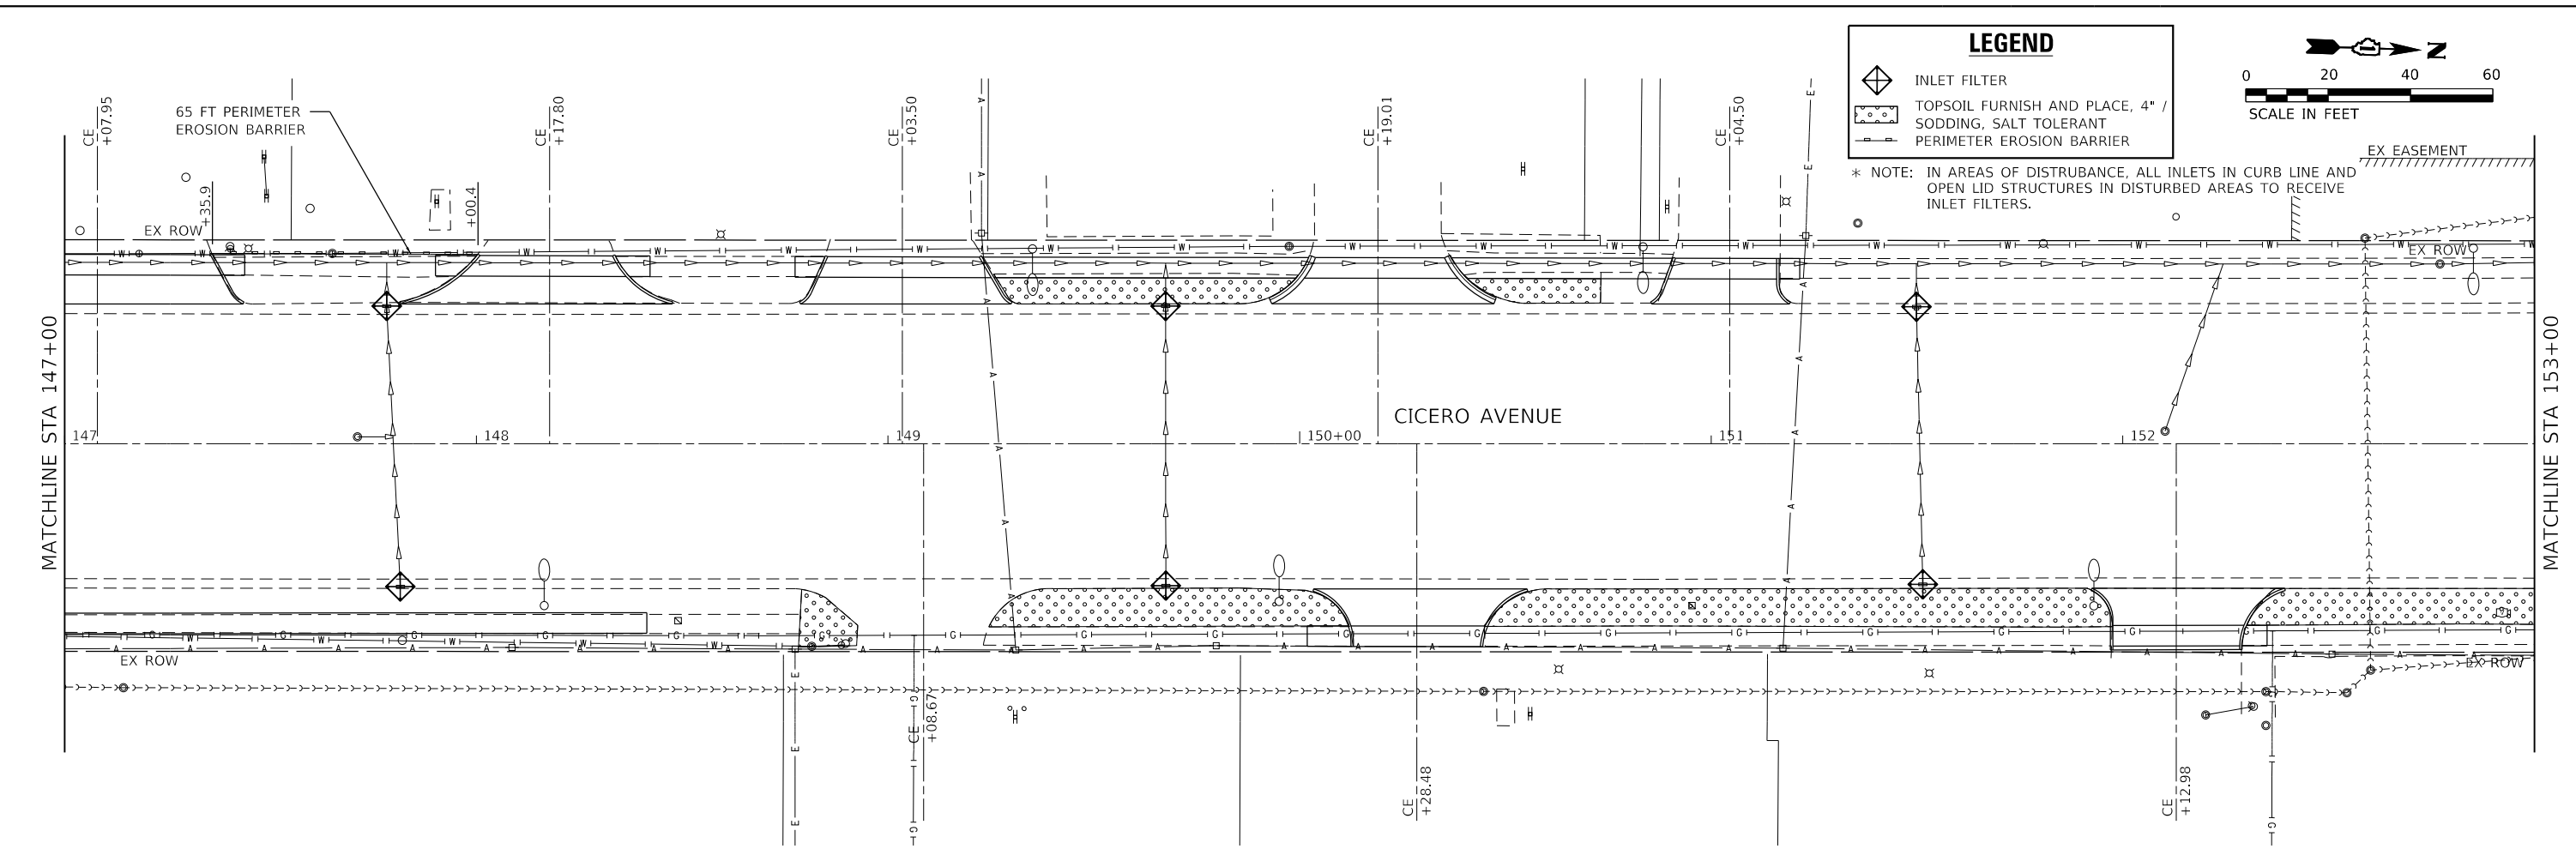 LEGEND
INLET FILTER
TOPSOIL FURNISH AND PLACE, 4" /
SODDING, SALT TOLERANT
PERIMETER EROSION BARRIER
* NOTE: IN AREAS OF DISTRUBANCE, ALL INLETS IN CURB LINE AND
OPEN LID STRUCTURES IN DISTURBED AREAS TO RECEIVE
INLET FILTERS.
N
0 20 40 60
SCALE IN FEET
EX EASEMENT
CE
+07.95
65 FT PERIMETER
EROSION BARRIER
+35.9
+00.4
CE
+17.80
CE
+03.50
CE
+19.01
CE
+04.50
EX ROW
EX ROW
MATCHLINE STA 147+00
CICERO AVENUE
147
148
149
150+00
151
152
MATCHLINE STA 153+00
EX ROW
EX ROW
CE
+08.67
CE
+28.48
CE
+12.98